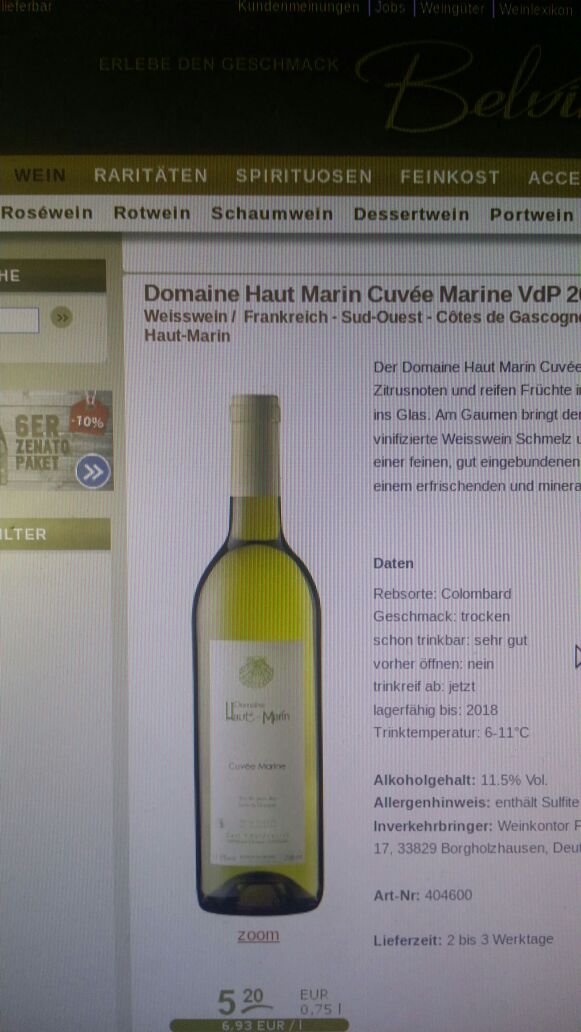 lieferbar
Kundenmeinungen | Jobs | Weingüter | Weinlexikon
ERLEBE DEN GESCHMACK
WEIN RARITÄTEN SPIRITUOSEN FEINKOST ACCE
Roséwein Rotwein Schaumwein Dessertwein Portwein
HE
6ER
ZENATO
PAKET
-10%
ILTER
Domaine Haut Marin Cuvée Marine VdP 20
Weisswein / Frankreich - Sud-Ouest - Côtes de Gascogne
Haut-Marin
Der Domaine Haut Marin Cuvée
Zitrusnoten und reifen Früchte i
ins Glas. Am Gaumen bringt der
vinifizierte Weisswein Schmelz u
einer feinen, gut eingebundenen
einem erfrischenden und minera
Domaine
Haut-Marin
Cuvée Marine
zoom
5 20 EUR
0,75 l
6,93 EUR / l
Daten
Rebsorte: Colombard
Geschmack: trocken
schon trinkbar: sehr gut
vorher öffnen: nein
trinkreif ab: jetzt
lagerfähig bis: 2018
Trinktemperatur: 6-11°C
Alkoholgehalt: 11.5% Vol.
Allergenhinweis: enthält Sulfite
Inverkehrbringer: Weinkontor F
17, 33829 Borgholzhausen, Deu
Art-Nr: 404600
Lieferzeit: 2 bis 3 Werktage